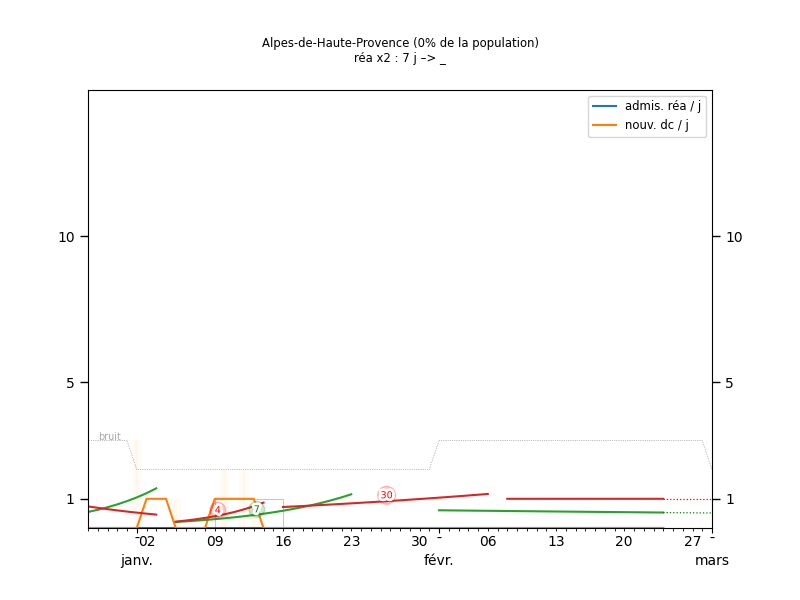 Alpes-de-Haute-Provence (0% de la population)
réa x2 : 7 j –> _
admis. réa / j
nouv. dc / j
10 10
5 5
bruit
30
1 1
4 7
02 09 16 23 30 06 13 20 27
janv. févr. mars